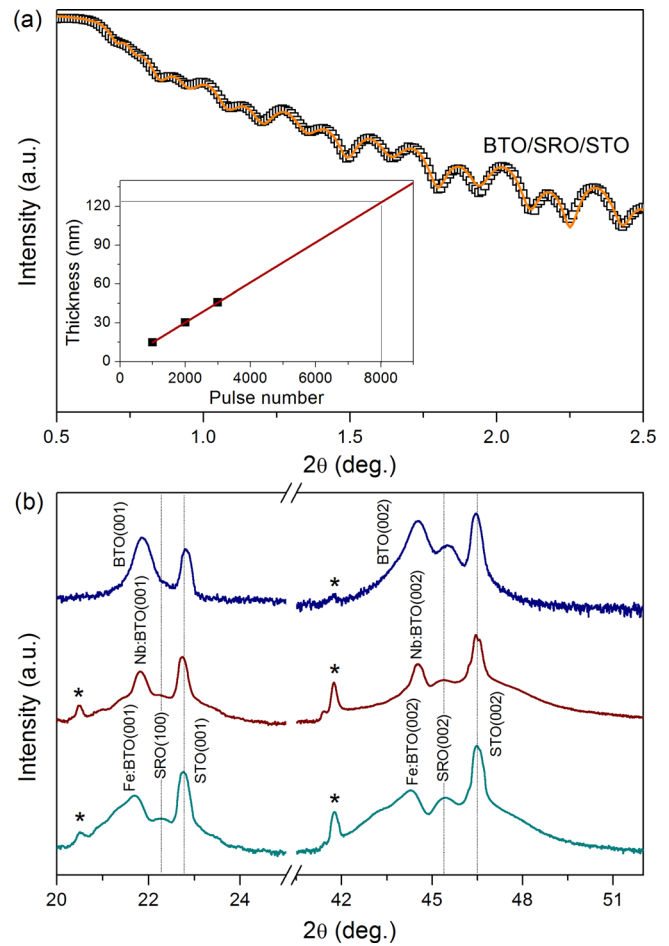 (a)
Intensity (a.u.)
BTO/SRO/STO
Thickness (nm)
120
90
60
30
0
0 2000 4000 6000 8000
Pulse number
0.5 1.0 1.5 2.0 2.5
2θ (deg.)
(b)
Intensity (a.u.)
BTO(001)
BTO(002)
*
Nb:BTO(001)
Nb:BTO(002)
*
*
Fe:BTO(001)
SRO(100)
STO(001)
Fe:BTO(002)
SRO(002)
STO(002)
*
*
20 22 24 42 45 48 51
2θ (deg.)